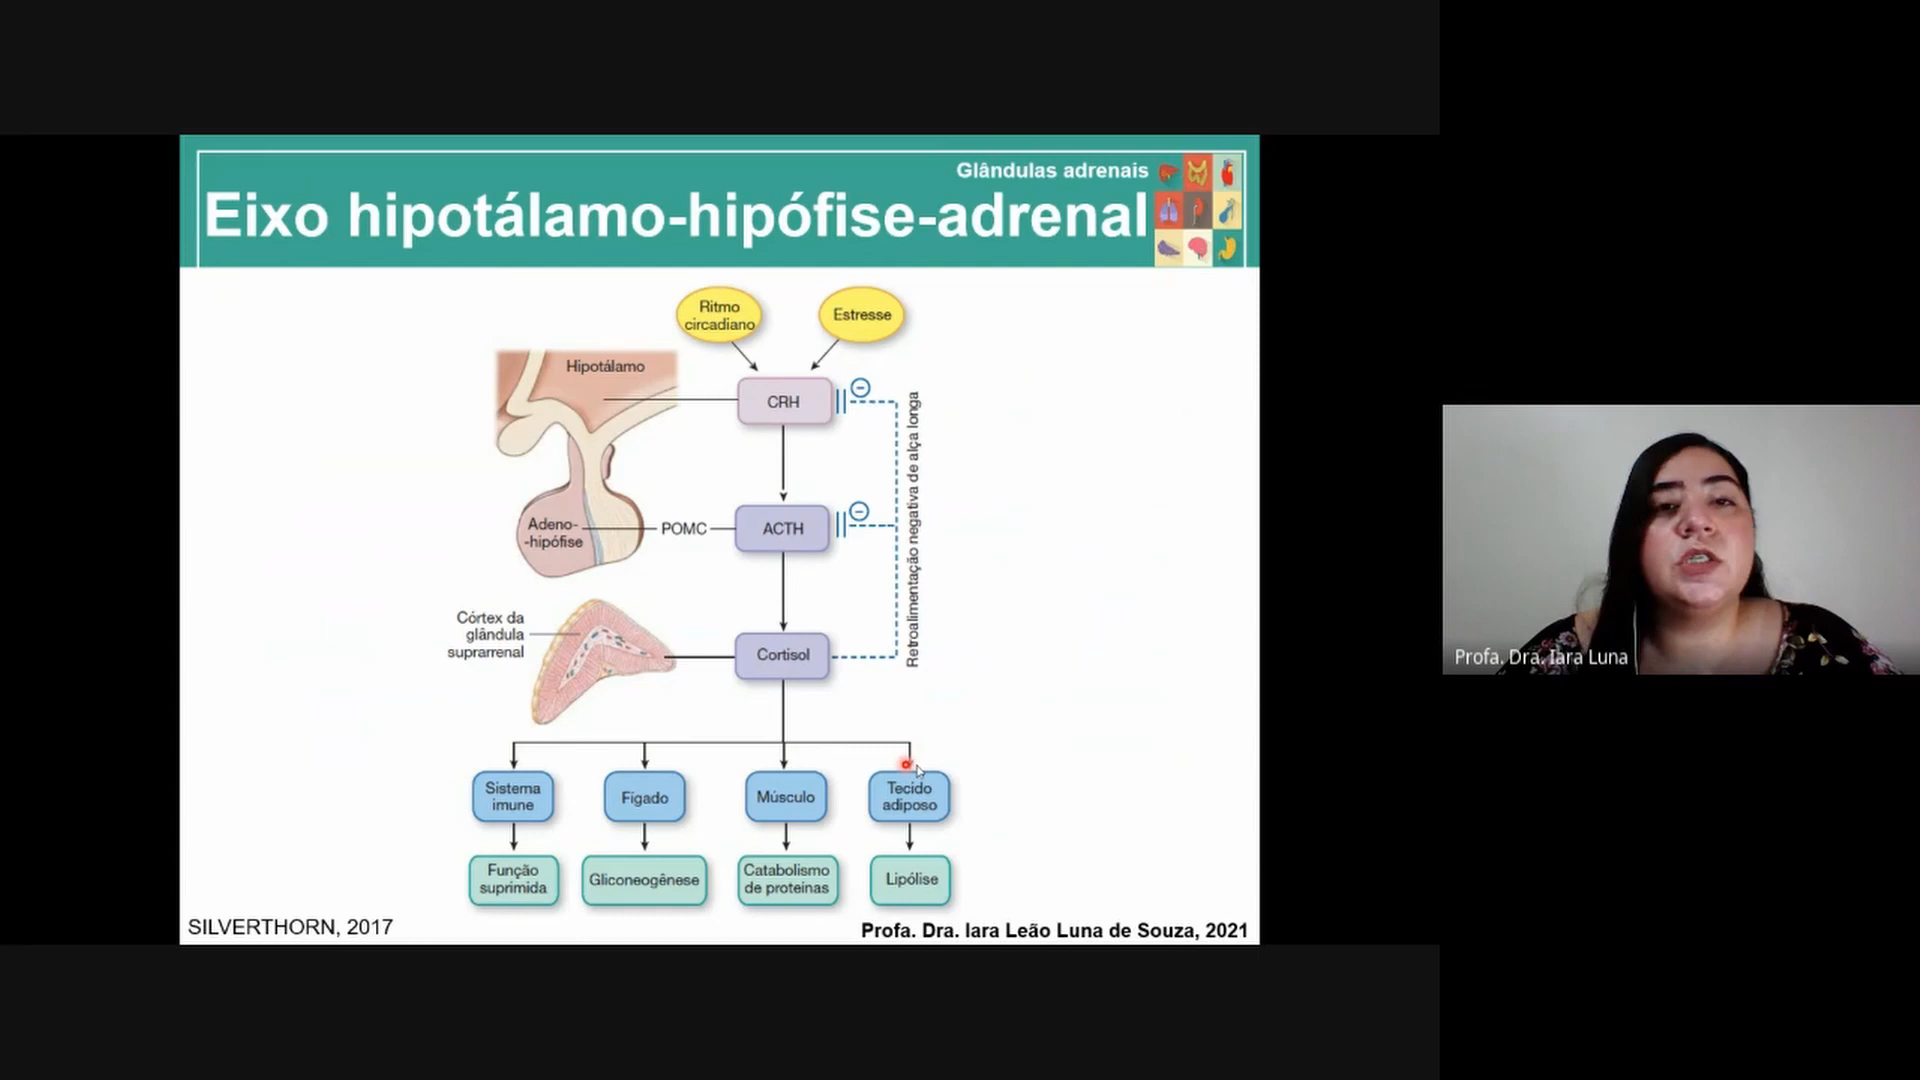 Glândulas adrenais
Eixo hipotálamo-hipófise-adrenal
Ritmo
circadiano
Estresse
Hipotálamo
CRH
Retroalimentação negativa de alça longa
Adeno-
-hipófise
POMC
ACTH
Córtex da
glândula
suprarrenal
Cortisol
Sistema
imune
Fígado
Músculo
Tecido
adiposo
Função
suprimida
Gliconeogênese
Catabolismo
de proteínas
Lipólise
SILVERTHORN, 2017
Profa. Dra. Iara Leão Luna de Souza, 2021
Profa. Dra. Iara Luna